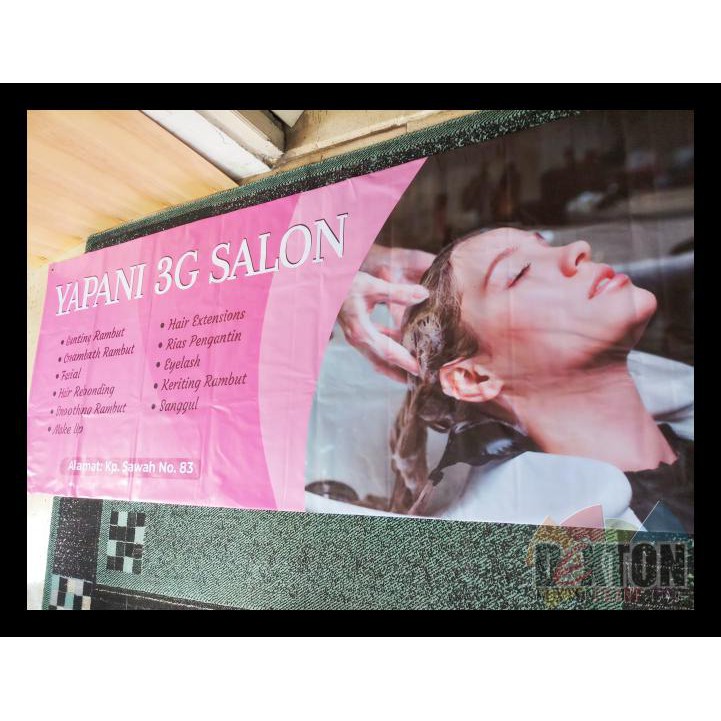 YAPANI 3G SALON
• Gunting Rambut
• Creambath Rambut
• Facial
• Hair Rebonding
• Smoothing Rambut
• Make Up
• Hair Extensions
• Rias Pengantin
• Eyelash
• Keriting Rambut
• Sanggul
Alamat: Kp. Sawah No. 83